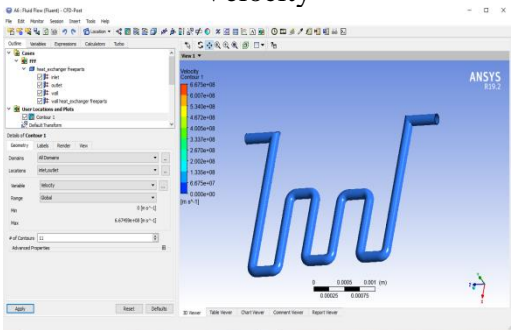 Velocity
A4 : Fluid Flow (Fluent) - CFD-Post
File Edit Monitor Session Insert Tools Help
Location
Outline Variables Expressions Calculators Turbo
Cases
FFF
heat_exchanger freeparts
inlet
outlet
wall
wall heat_exchanger freeparts
User Locations and Plots
Contour 1
Default Transform
Details of Contour 1
Geometry Labels Render View
Domains All Domains
Locations
Variable Velocity
Range Global
Min 0 [m s^-1]
Max 6.67499e+08 [m s^-1]
# of Contours 11
Advanced Properties
Apply Reset Defaults
View 1
Velocity
Contour 1
6.675e+08
6.007e+08
5.340e+08
4.672e+08
4.005e+08
3.337e+08
2.670e+08
2.002e+08
1.335e+08
6.675e+07
0.000e+00
[m s^-1]
ANSYS
R19.2
0 0.0005 0.001 (m)
0.00025 0.00075
3D Viewer Table Viewer Chart Viewer Comment Viewer Report Viewer